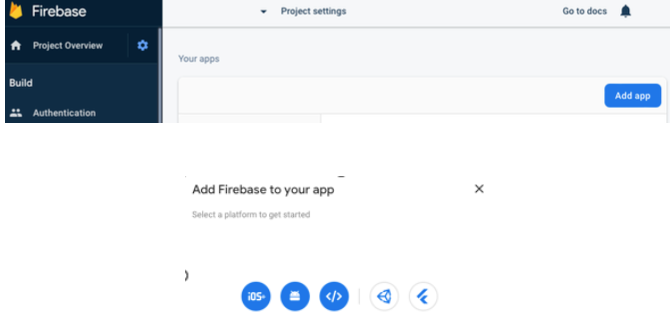 Firebase
Project settings
Go to docs
Project Overview
Your apps
Build
Add app
Authentication
Add Firebase to your app
Select a platform to get started
iOS+